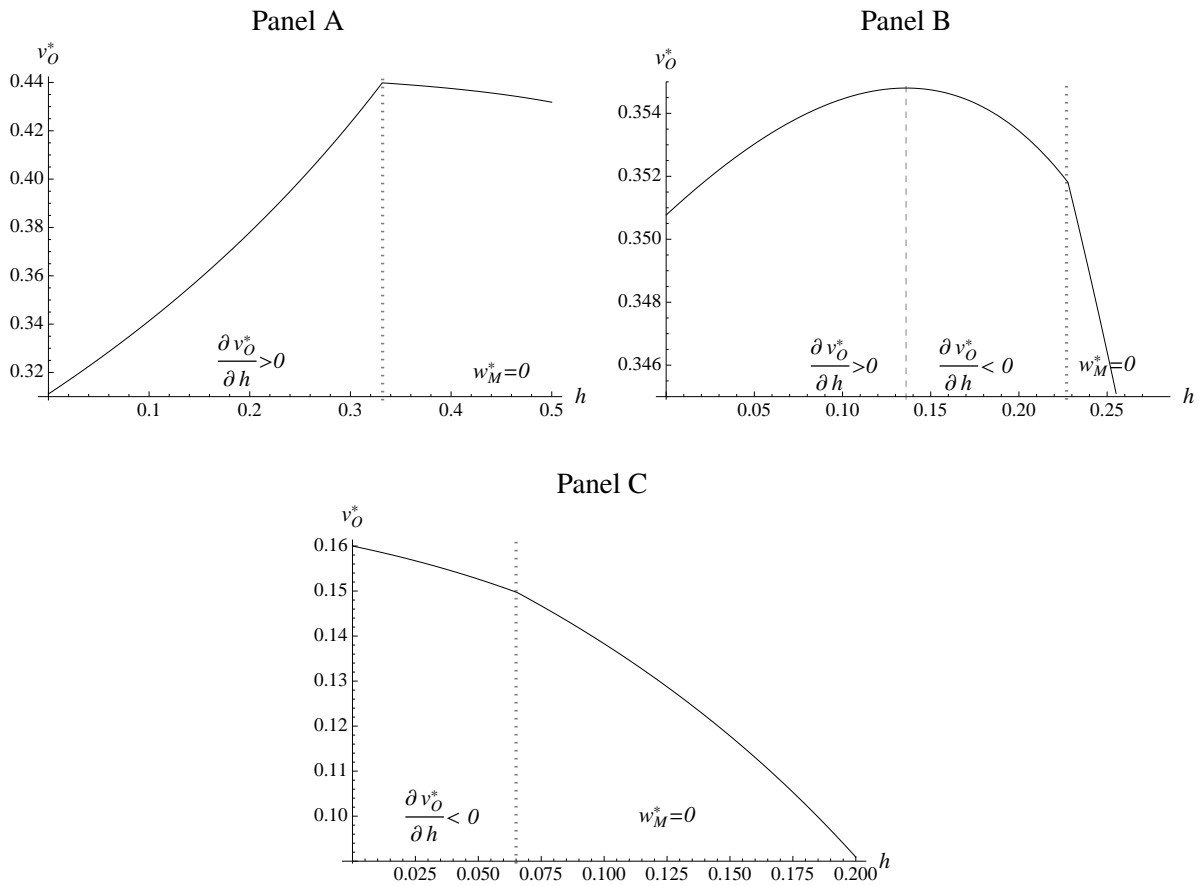 Panel A
v*_O
0.44
0.42
0.40
0.38
0.36
0.34
0.32
∂ v*_O / ∂ h >0
w*_M=0
0.1 0.2 0.3 0.4 0.5 h
Panel B
v*_O
0.354
0.352
0.350
0.348
0.346
∂ v*_O / ∂ h >0
∂ v*_O / ∂ h < 0
w*_M=0
0.05 0.10 0.15 0.20 0.25 h
Panel C
v*_O
0.16
0.15
0.14
0.13
0.12
0.11
0.10
∂ v*_O / ∂ h < 0
w*_M=0
0.025 0.050 0.075 0.100 0.125 0.150 0.175 0.200 h